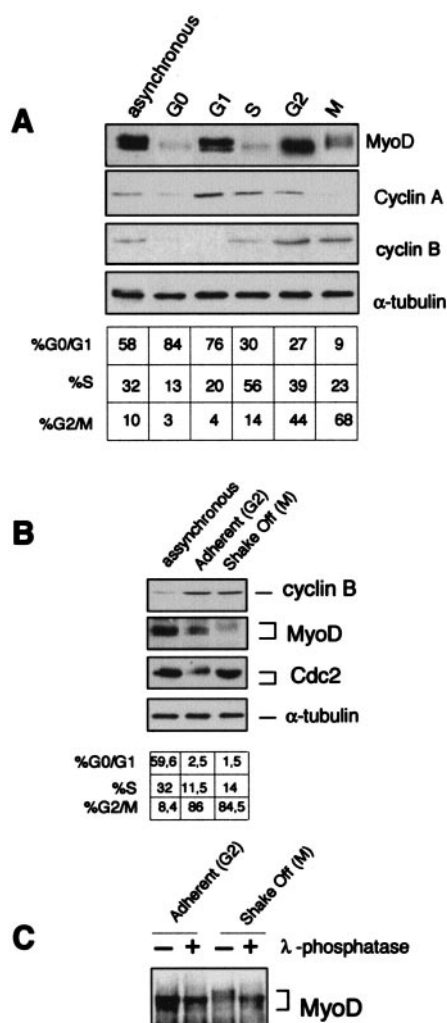 asynchronous G0 G1 S G2 M
A
MyoD
Cyclin A
cyclin B
α-tubulin
%G0/G1 58 84 76 30 27 9
%S 32 13 20 56 39 23
%G2/M 10 3 4 14 44 68
B
assynchronous Adherent (G2) Shake Off (M)
cyclin B
MyoD
Cdc2
α-tubulin
%G0/G1 59,6 2,5 1,5
%S 32 11,5 14
%G2/M 8,4 86 84,5
C
Adherent (G2) Shake Off (M)
− + − + λ-phosphatase
MyoD